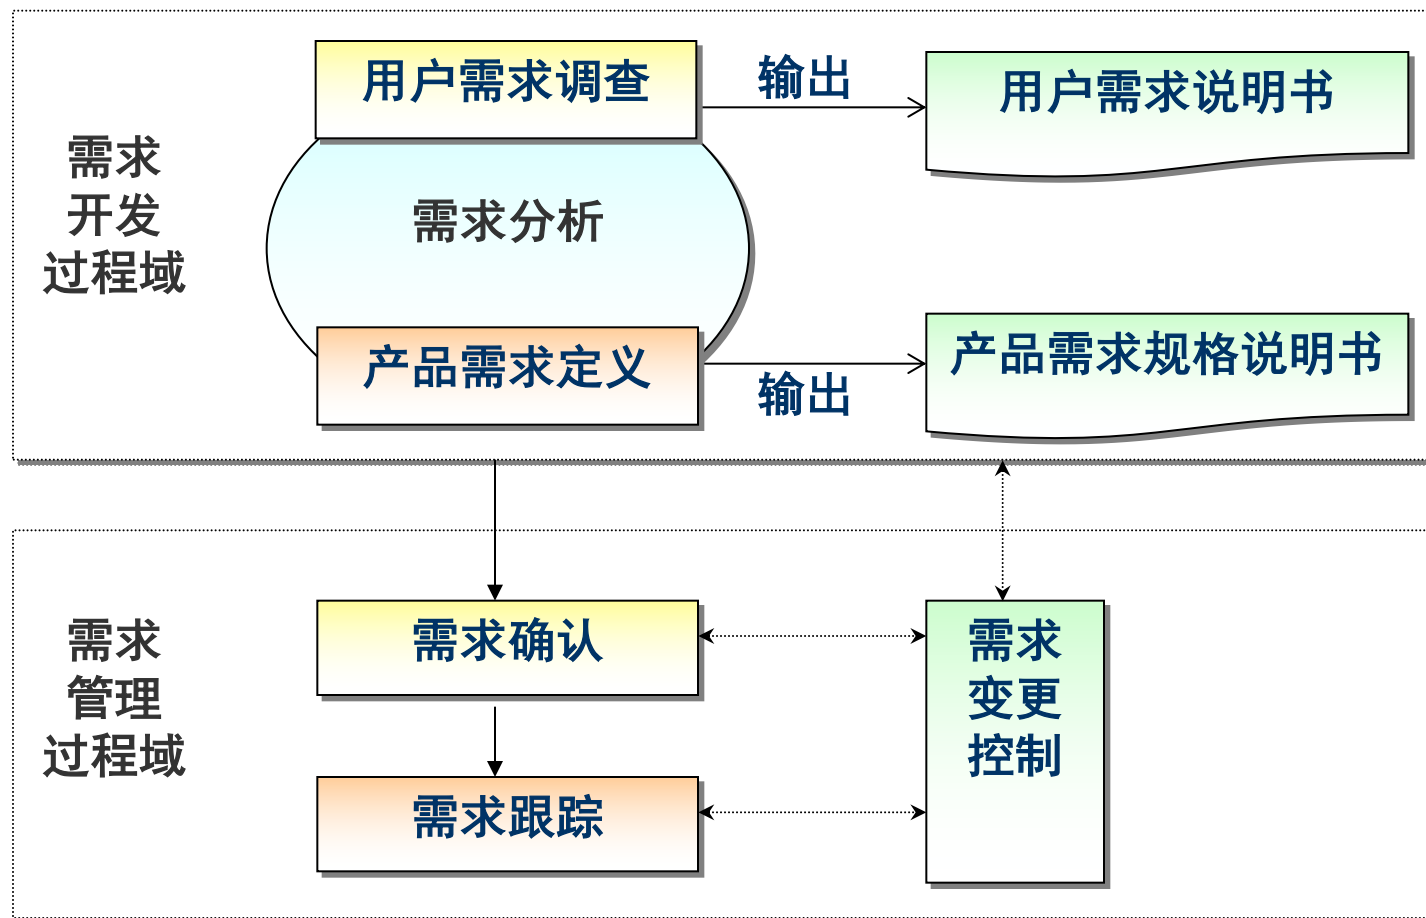 用户需求调查
输出
用户需求说明书
需求
开发
过程域
需求分析
产品需求定义
输出
产品需求规格说明书
需求
管理
过程域
需求确认
需求跟踪
需求
变更
控制